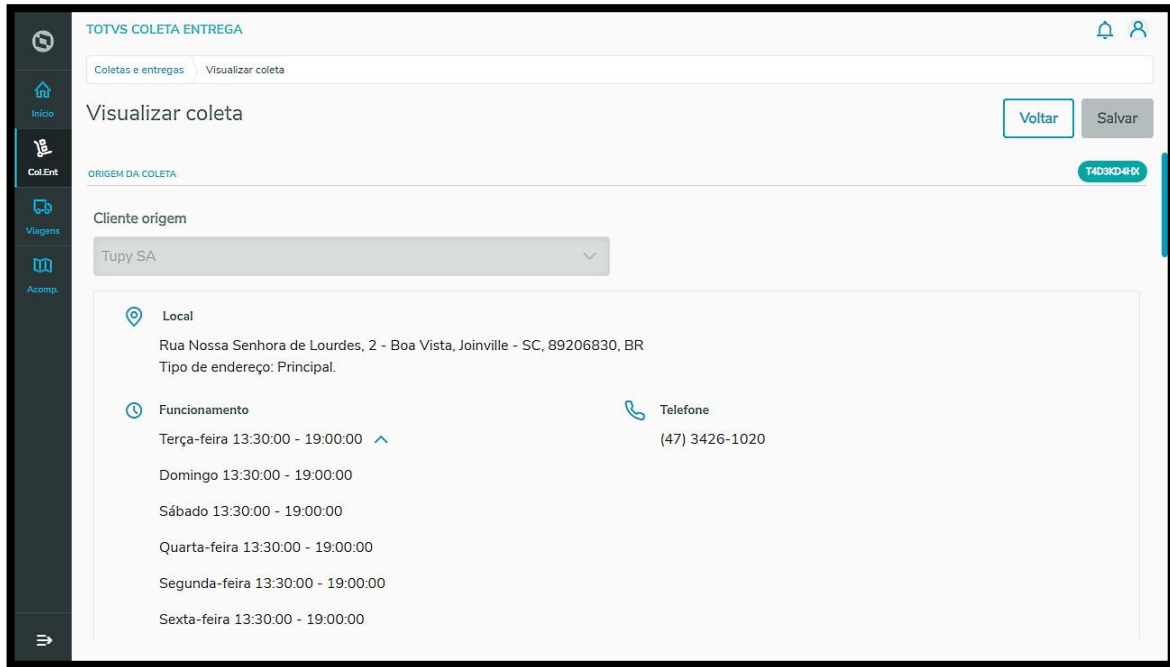 TOTVS COLETA ENTREGA
Coletas e entregas Visualizar coleta
Início
Visualizar coleta
Voltar Salvar
Col.Ent
ORIGEM DA COLETA
T4D3KD4HX
Viagens
Cliente origem
Tupy SA
Acomp.
Local
Rua Nossa Senhora de Lourdes, 2 - Boa Vista, Joinville - SC, 89206830, BR
Tipo de endereço: Principal.
Funcionamento
Telefone
Terça-feira 13:30:00 - 19:00:00
(47) 3426-1020
Domingo 13:30:00 - 19:00:00
Sábado 13:30:00 - 19:00:00
Quarta-feira 13:30:00 - 19:00:00
Segunda-feira 13:30:00 - 19:00:00
Sexta-feira 13:30:00 - 19:00:00